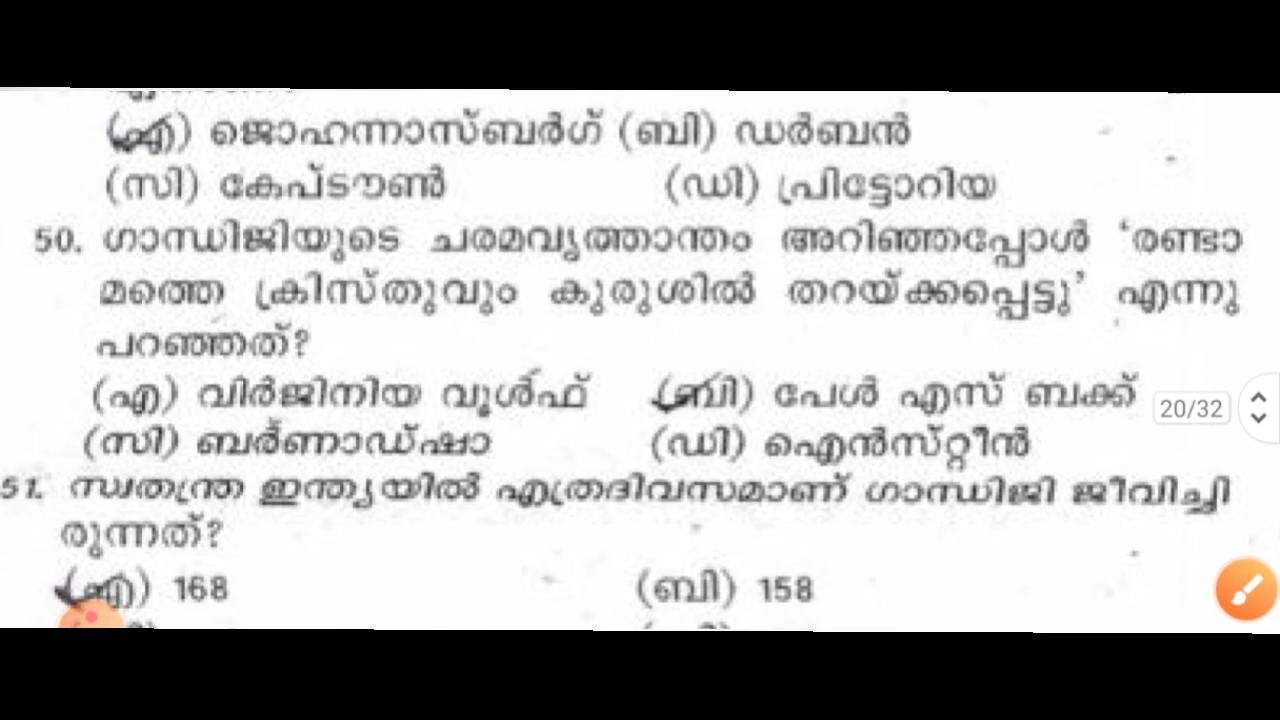 (എ) ജൊഹന്നാസ്ബർഗ് (ബി) ഡർബൻ
(സി) കേപ്ടൗൺ (ഡി) പ്രിട്ടോറിയ
50. ഗാന്ധിജിയുടെ ചരമവൃത്താന്തം അറിഞ്ഞപ്പോൾ ‘രണ്ടാ
മത്തെ ക്രിസ്തുവും കുരുശിൽ തറയ്ക്കപ്പെട്ടു’ എന്നു
പറഞ്ഞത്?
(എ) വിർജിനിയ വൂൾഫ് (ബി) പേൾ എസ് ബക്ക്
(സി) ബർണാഡ്ഷാ (ഡി) ഐൻസ്റ്റീൻ
20/32
51. സ്വതന്ത്ര ഇന്ത്യയിൽ എത്രദിവസമാണ് ഗാന്ധിജി ജീവിച്ചി
രുന്നത്?
(എ) 168 (ബി) 158